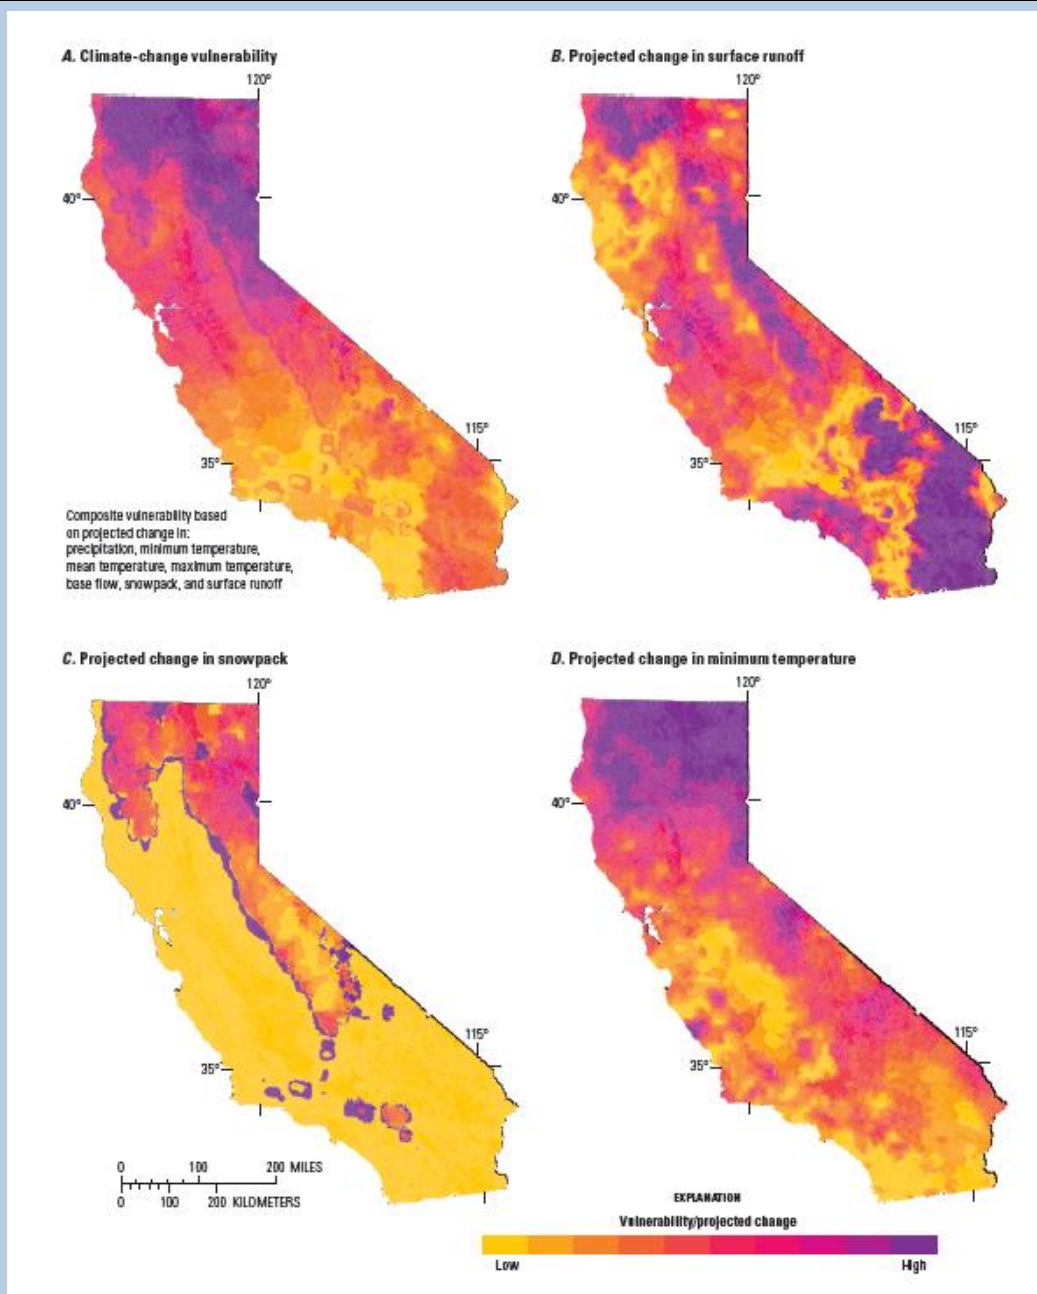 A. Climate-change vulnerability
120°
40°
35°
115°
Composite vulnerability based
on projected change in:
precipitation, minimum temperature,
mean temperature, maximum temperature,
base flow, snowpack, and surface runoff
B. Projected change in surface runoff
120°
40°
35°
115°
C. Projected change in snowpack
120°
40°
35°
115°
0 100 200 MILES
0 100 200 KILOMETERS
D. Projected change in minimum temperature
120°
40°
35°
115°
EXPLANATION
Vulnerability/projected change
Low High